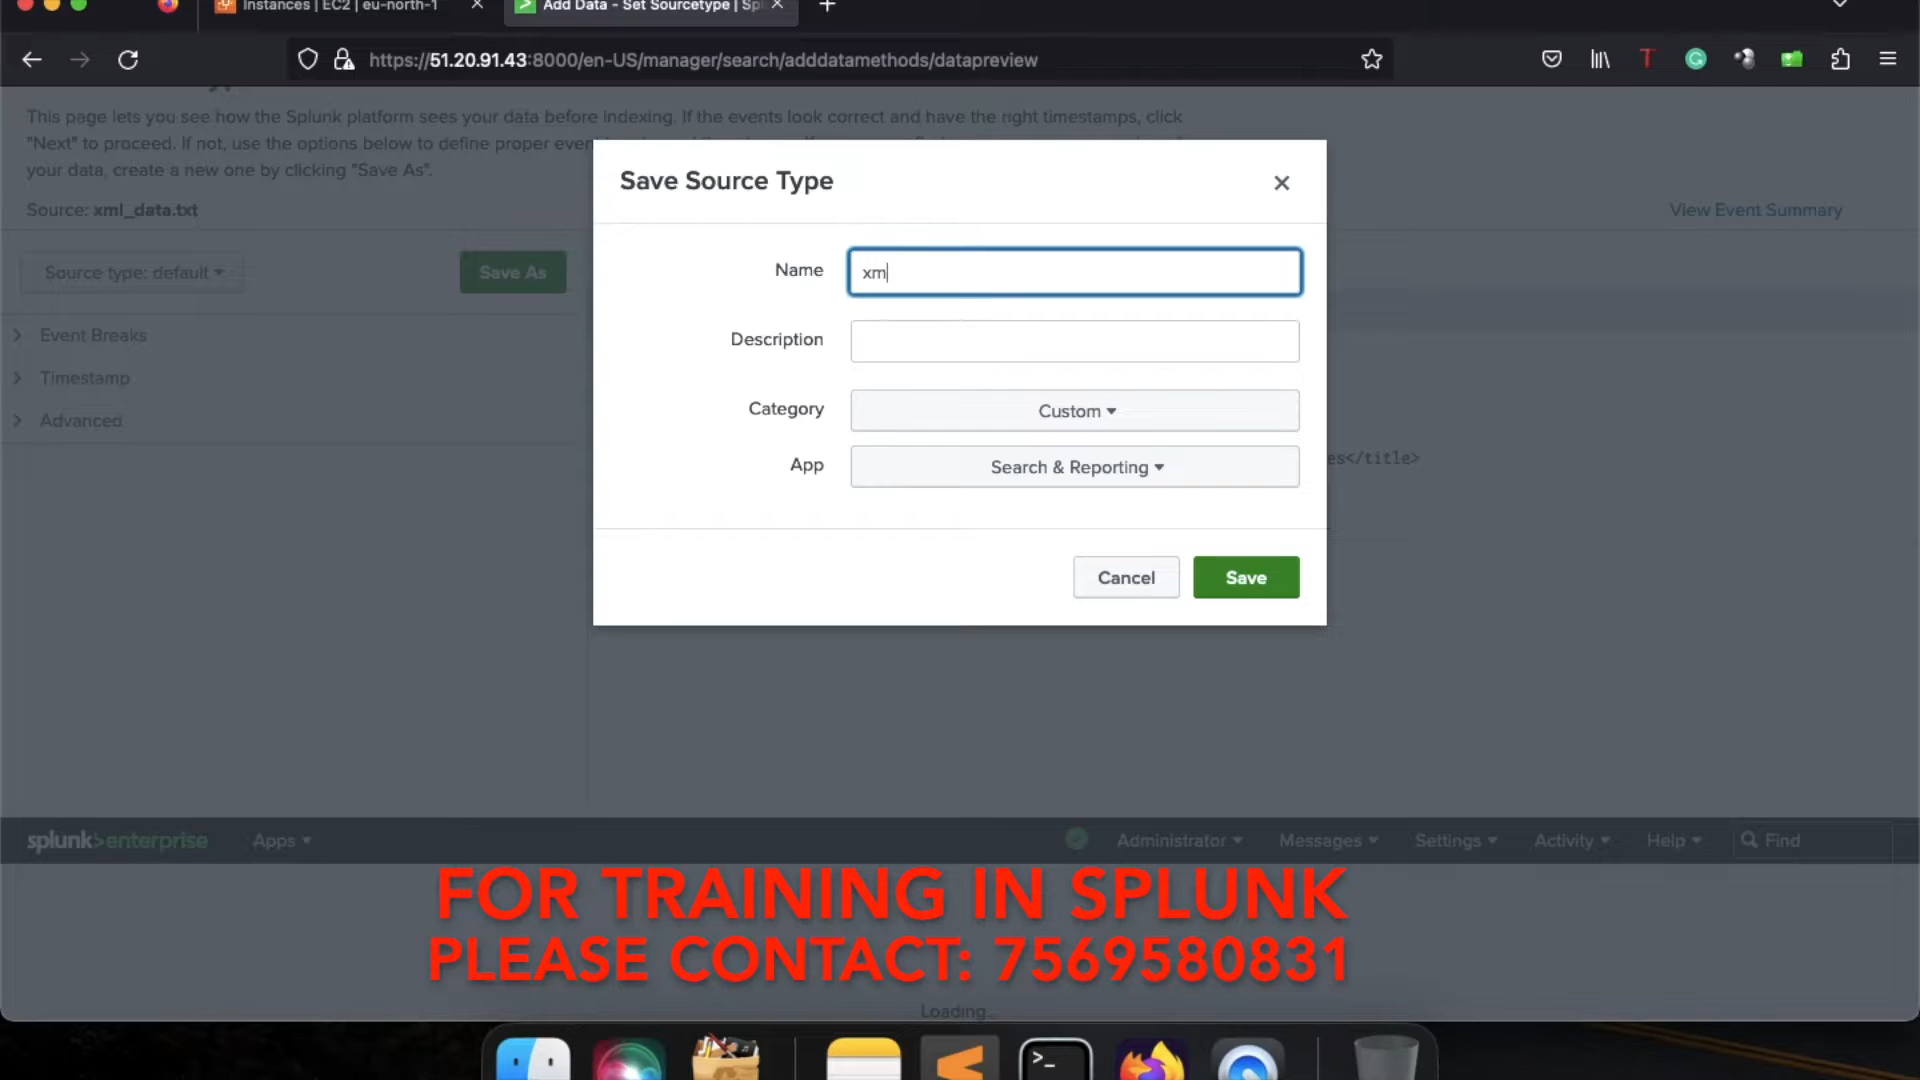 Instances | EC2 | eu-north-1
Add Data - Set Sourcetype | Spl
https://51.20.91.43:8000/en-US/manager/search/adddatamethods/datapreview
This page lets you see how the Splunk platform sees your data before indexing. If the events look correct and have the right timestamps, click
"Next" to proceed. If not, use the options below to define proper even
your data, create a new one by clicking "Save As".
Source: xml_data.txt
View Event Summary
Source type: default
Save As
Event Breaks
Timestamp
Advanced
es</title>
Save Source Type
Name
xm
Description
Category
Custom
App
Search & Reporting
Cancel
Save
splunk>enterprise
Apps
Administrator
Messages
Settings
Activity
Help
Find
FOR TRAINING IN SPLUNK
PLEASE CONTACT: 7569580831
Loading...